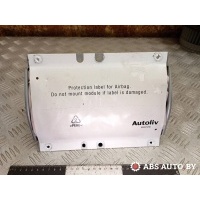 Protection label for Airbag.
Do not mount module if label is damaged.
Autoliv
ABS AUTO BY